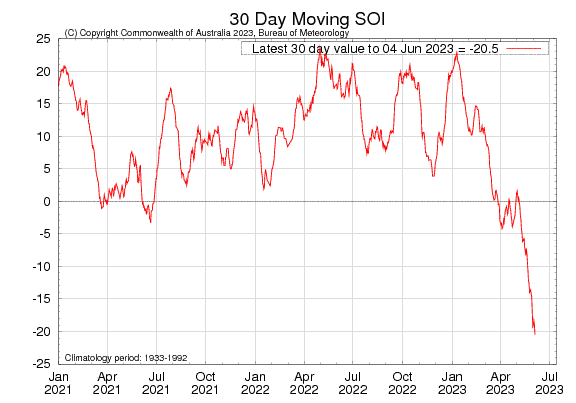 30 Day Moving SOI
(C) Copyright Commonwealth of Australia 2023, Bureau of Meteorology
Latest 30 day value to 04 Jun 2023 = -20.5
25
20
15
10
5
0
-5
-10
-15
-20
-25
Climatology period: 1933-1992
Jan Apr Jul Oct Jan Apr Jul Oct Jan Apr Jul
2021 2021 2021 2021 2022 2022 2022 2022 2023 2023 2023